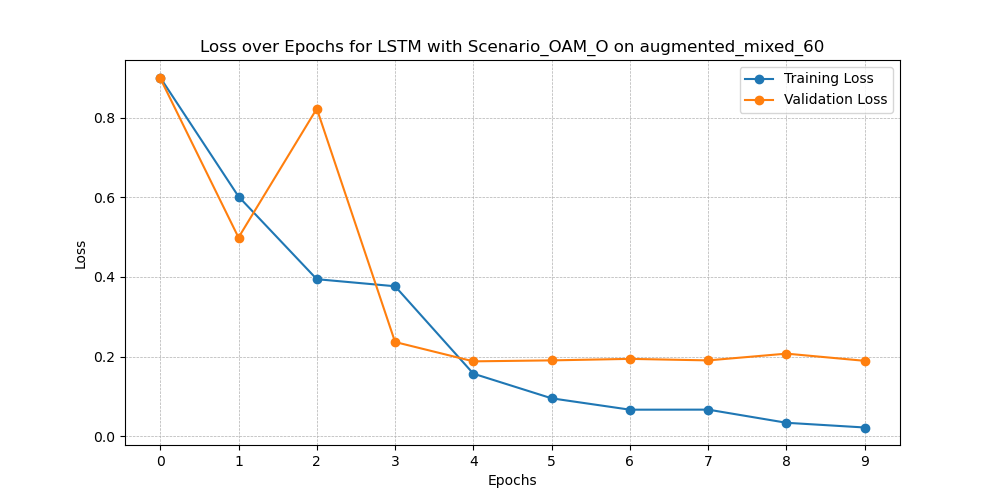 Loss over Epochs for LSTM with Scenario_OAM_O on augmented_mixed_60
Training Loss
Validation Loss
Loss
0.8
0.6
0.4
0.2
0.0
0 1 2 3 4 5 6 7 8 9
Epochs